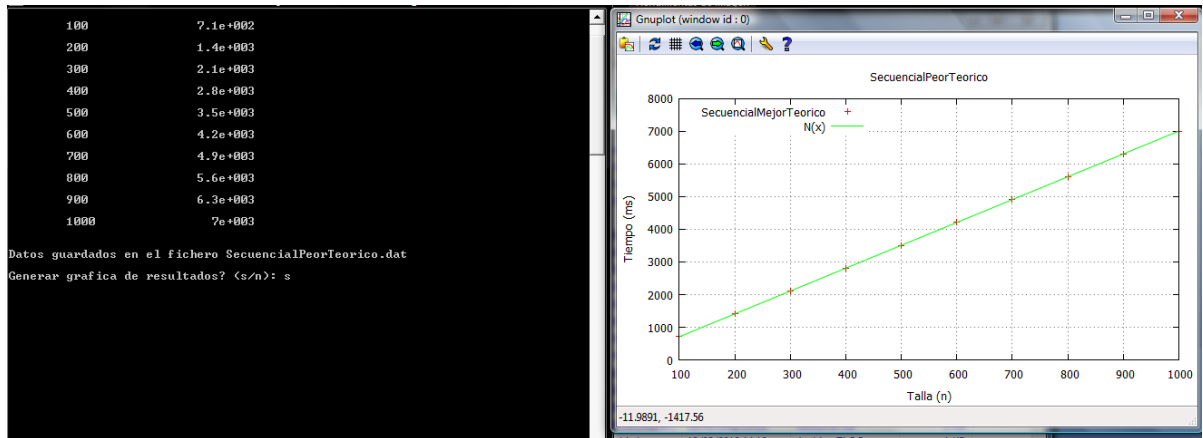 100 7.1e+002
200 1.4e+003
300 2.1e+003
400 2.8e+003
500 3.5e+003
600 4.2e+003
700 4.9e+003
800 5.6e+003
900 6.3e+003
1000 7e+003
Datos guardados en el fichero SecuencialPeorTeorico.dat
Generar grafica de resultados? (s/n): s
Gnuplot (window id : 0)
SecuencialPeorTeorico
SecuencialMejorTeorico
N(x)
8000
7000
6000
5000
4000
3000
2000
1000
0
Tiempo (ms)
100 200 300 400 500 600 700 800 900 1000
Talla (n)
-11.9891, -1417.56